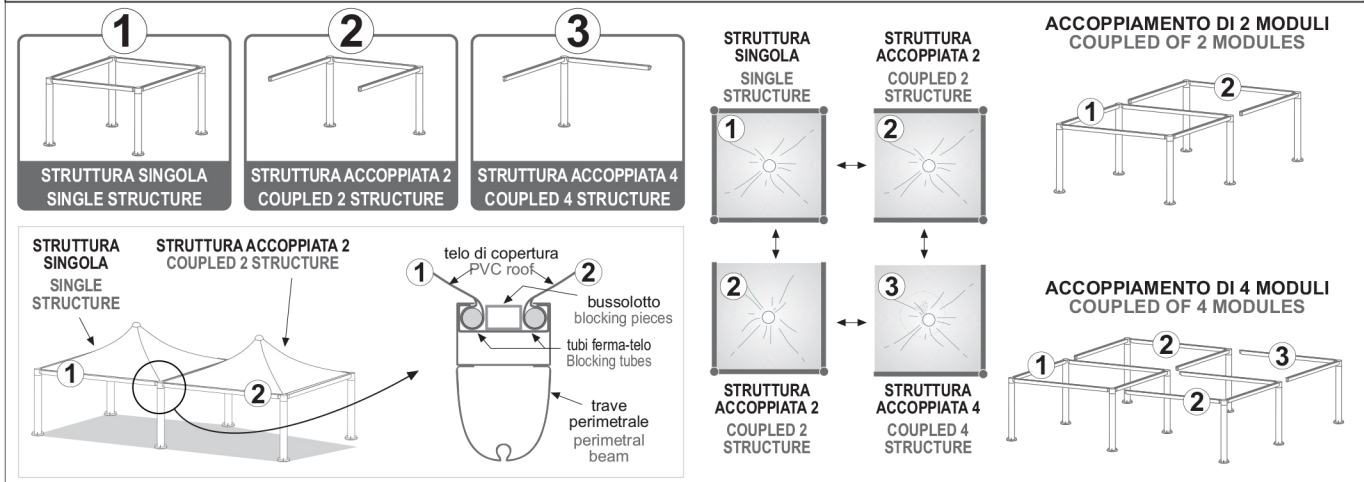 1
STRUTTURA SINGOLA
SINGLE STRUCTURE
2
STRUTTURA ACCOPPIATA 2
COUPLED 2 STRUCTURE
3
STRUTTURA ACCOPPIATA 4
COUPLED 4 STRUCTURE
STRUTTURA
SINGOLA
SINGLE
STRUCTURE
STRUTTURA ACCOPPIATA 2
COUPLED 2 STRUCTURE
1
2
1
telo di copertura
PVC roof
2
bussolotto
blocking pieces
tubi ferma-telo
Blocking tubes
trave
perimetrale
perimetral
beam
STRUTTURA
SINGOLA
SINGLE
STRUCTURE
1
STRUTTURA
ACCOPPIATA 2
COUPLED 2
STRUCTURE
2
2
STRUTTURA
ACCOPPIATA 2
COUPLED 2
STRUCTURE
3
STRUTTURA
ACCOPPIATA 4
COUPLED 4
STRUCTURE
ACCOPPIAMENTO DI 2 MODULI
COUPLED OF 2 MODULES
1
2
ACCOPPIAMENTO DI 4 MODULI
COUPLED OF 4 MODULES
1
2
3
2